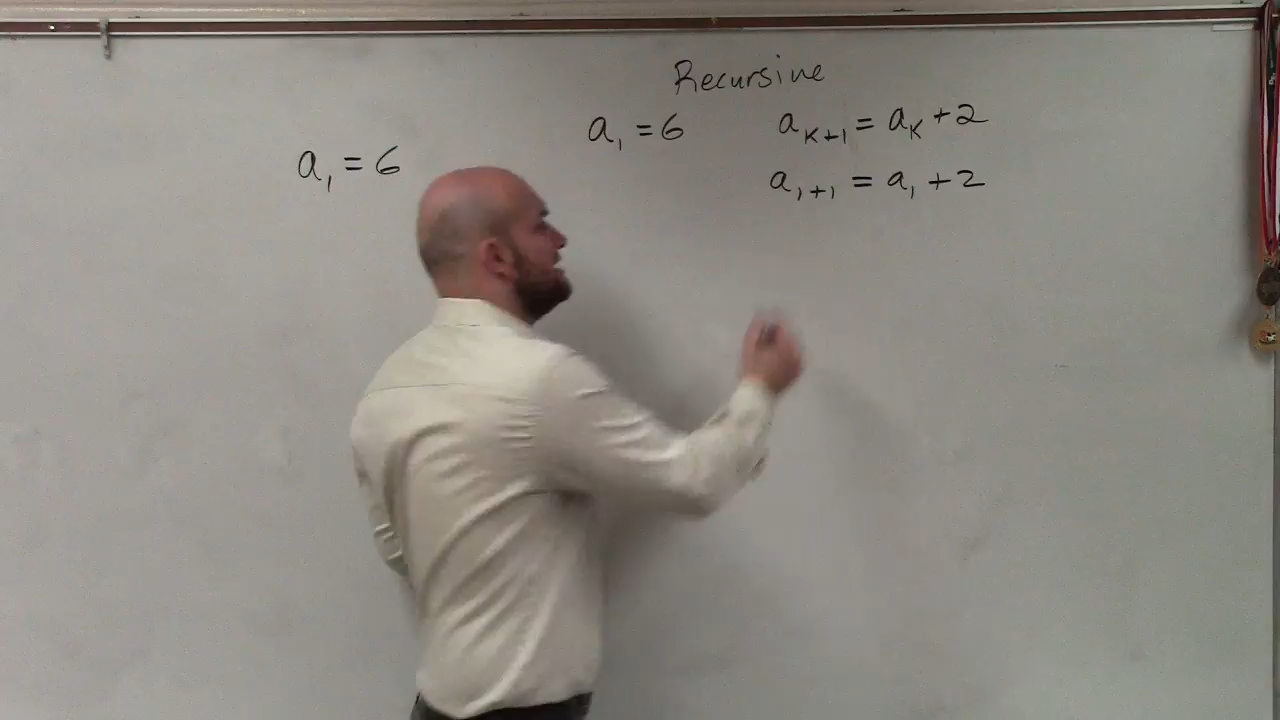 Recursive
a₁ = 6 aₖ₊₁ = aₖ + 2
a₁ = 6
a₁₊₁ = a₁ + 2